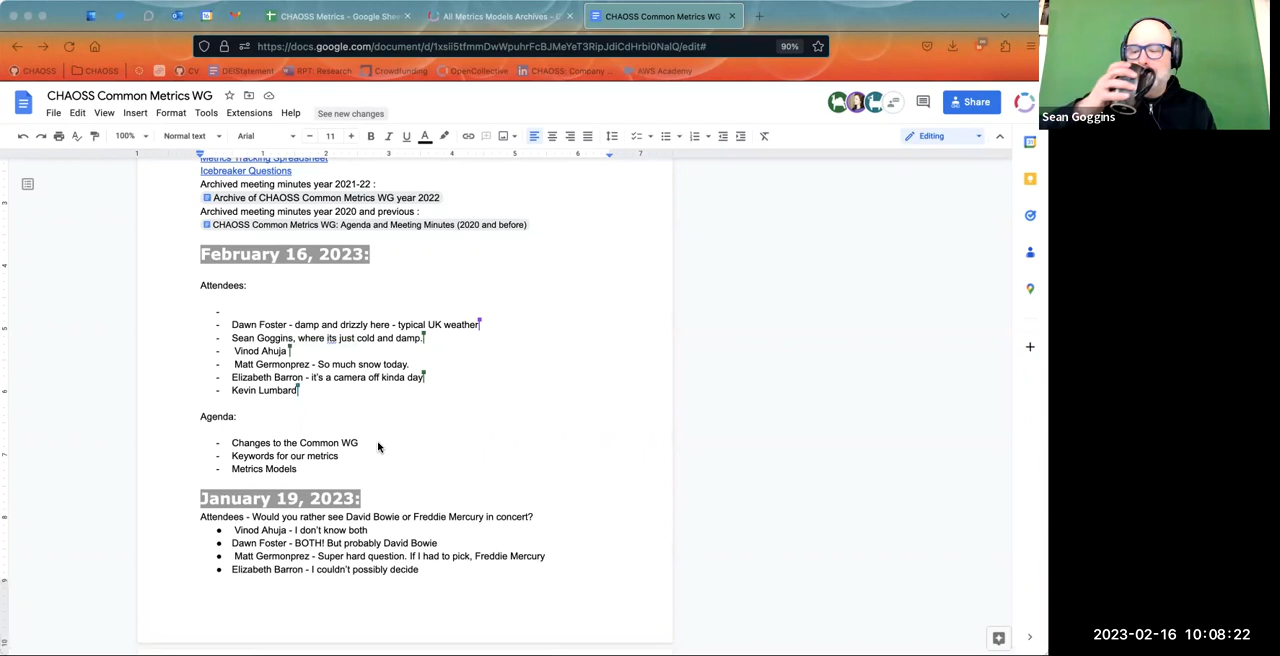 CHAOSS Metrics - Google She
All Metrics Models Archives - C
CHAOSS Common Metrics WG
https://docs.google.com/document/d/1xsii5tfmmDwWpuhrFcBJMeYeT3RipJdiCdHrbi0NaIQ/edit#
90%
CHAOSS
CHAOSS
CV
DEIStatement
RPT: Research
Crowdfunding
OpenCollective
CHAOSS: Company ...
AWS Academy
Sean Goggins
CHAOSS Common Metrics WG
File Edit View Insert Format Tools Extensions Help
See new changes
Share
100% Normal text Arial 11
Editing
1 1 2 3 4 5 6 7
Metrics Tracking Spreadsheet
Icebreaker Questions
Archived meeting minutes year 2021-22 :
Archive of CHAOSS Common Metrics WG year 2022
Archived meeting minutes year 2020 and previous :
CHAOSS Common Metrics WG: Agenda and Meeting Minutes (2020 and before)
February 16, 2023:
Attendees:
-
- Dawn Foster - damp and drizzly here - typical UK weather
- Sean Goggins, where its just cold and damp.
- Vinod Ahuja
- Matt Germonprez - So much snow today.
- Elizabeth Barron - it's a camera off kinda day
- Kevin Lumbard
Agenda:
- Changes to the Common WG
- Keywords for our metrics
- Metrics Models
January 19, 2023:
Attendees - Would you rather see David Bowie or Freddie Mercury in concert?
● Vinod Ahuja - I don't know both
● Dawn Foster - BOTH! But probably David Bowie
● Matt Germonprez - Super hard question. If I had to pick, Freddie Mercury
● Elizabeth Barron - I couldn't possibly decide
2023-02-16 10:08:22